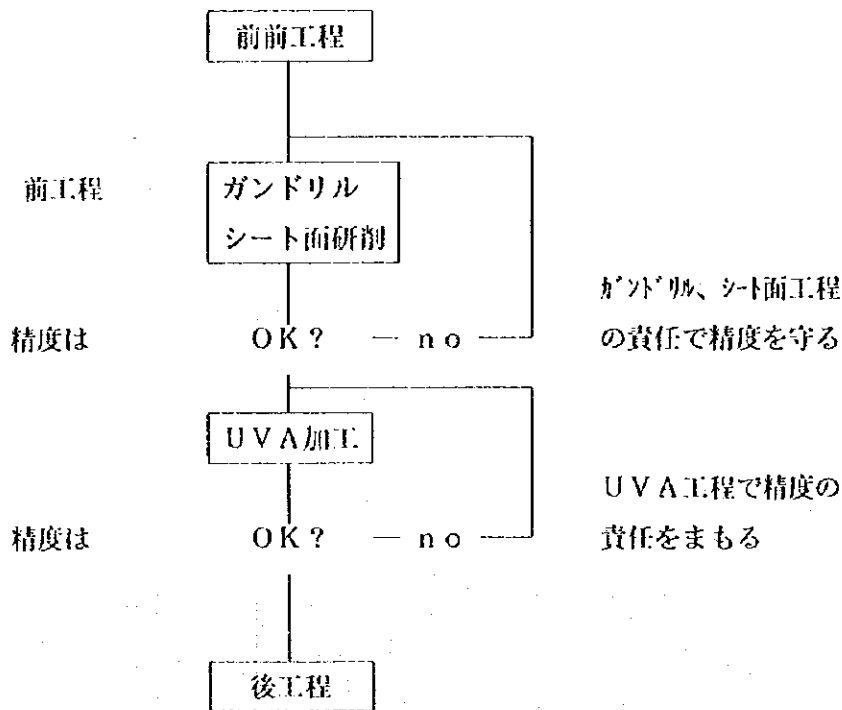 前前工程
前工程
ガンドリル
シート面研削
ｶﾞﾝﾄﾞﾘﾙ、ｼｰﾄ面工程
精度は ＯＫ？ ― ｎｏ
の責任で精度を守る
ＵＶＡ加工
ＵＶＡ工程で精度の
精度は ＯＫ？ ― ｎｏ
責任をまもる
後工程